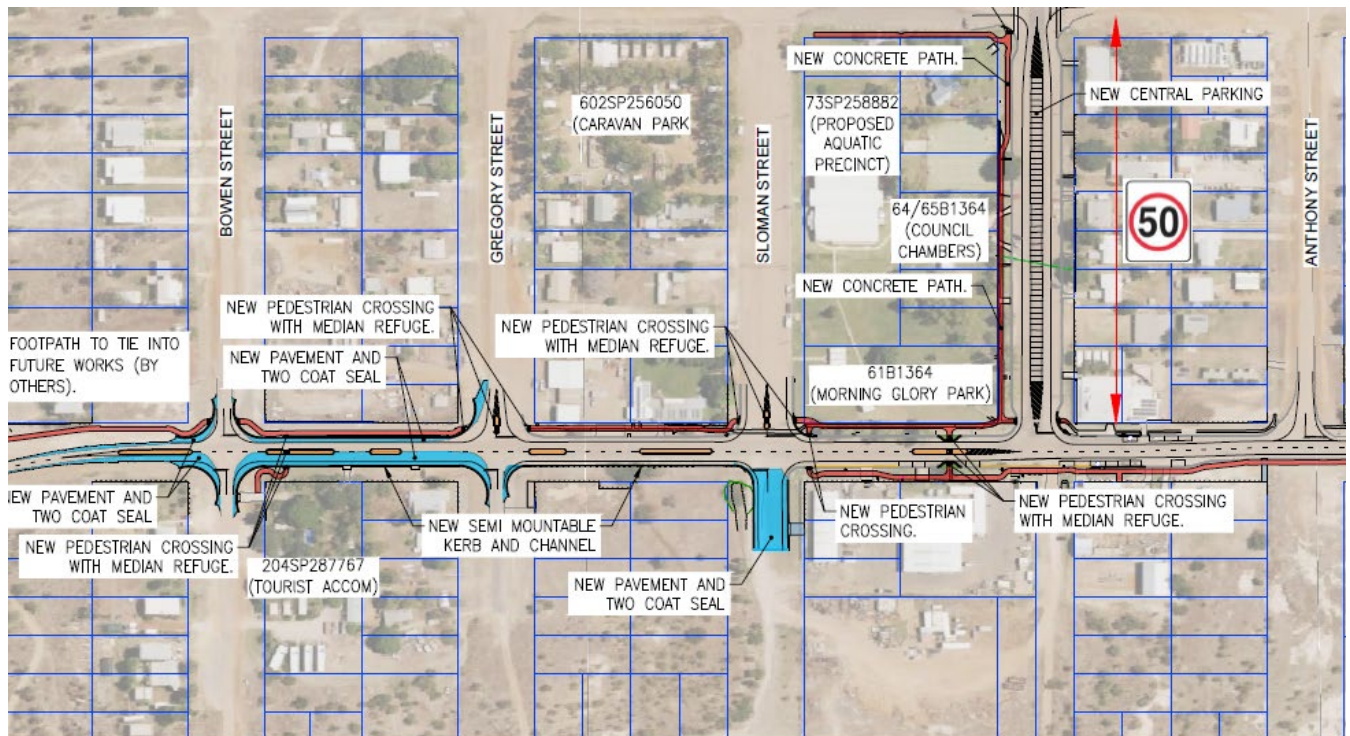 NEW CONCRETE PATH.
602SP256050
(CARAVAN PARK
73SP258882
(PROPOSED
AQUATIC
PRECINCT)
NEW CENTRAL PARKING
BOWEN STREET
GREGORY STREET
SLOMAN STREET
ANTHONY STREET
64/65B1364
(COUNCIL
CHAMBERS)
50
NEW CONCRETE PATH.
NEW PEDESTRIAN CROSSING
WITH MEDIAN REFUGE.
NEW PEDESTRIAN CROSSING
WITH MEDIAN REFUGE.
FOOTPATH TO TIE INTO
FUTURE WORKS (BY
OTHERS).
NEW PAVEMENT AND
TWO COAT SEAL
61B1364
(MORNING GLORY PARK)
NEW PAVEMENT AND
TWO COAT SEAL
NEW PEDESTRIAN CROSSING
WITH MEDIAN REFUGE.
204SP287767
(TOURIST ACCOM)
NEW SEMI MOUNTABLE
KERB AND CHANNEL
NEW PAVEMENT AND
TWO COAT SEAL
NEW PEDESTRIAN
CROSSING.
NEW PEDESTRIAN CROSSING
WITH MEDIAN REFUGE.